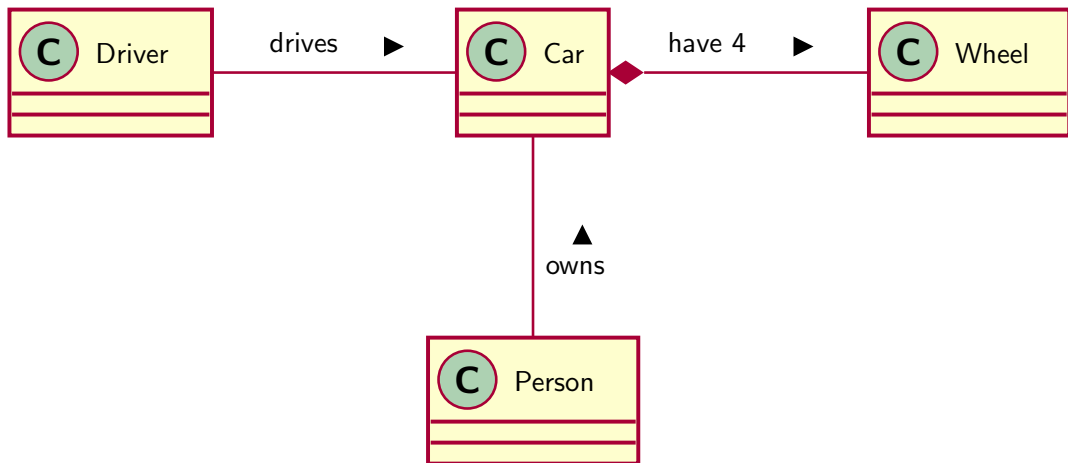 C Driver
drives ▶
C Car
have 4 ▶
C Wheel
▲
owns
C Person